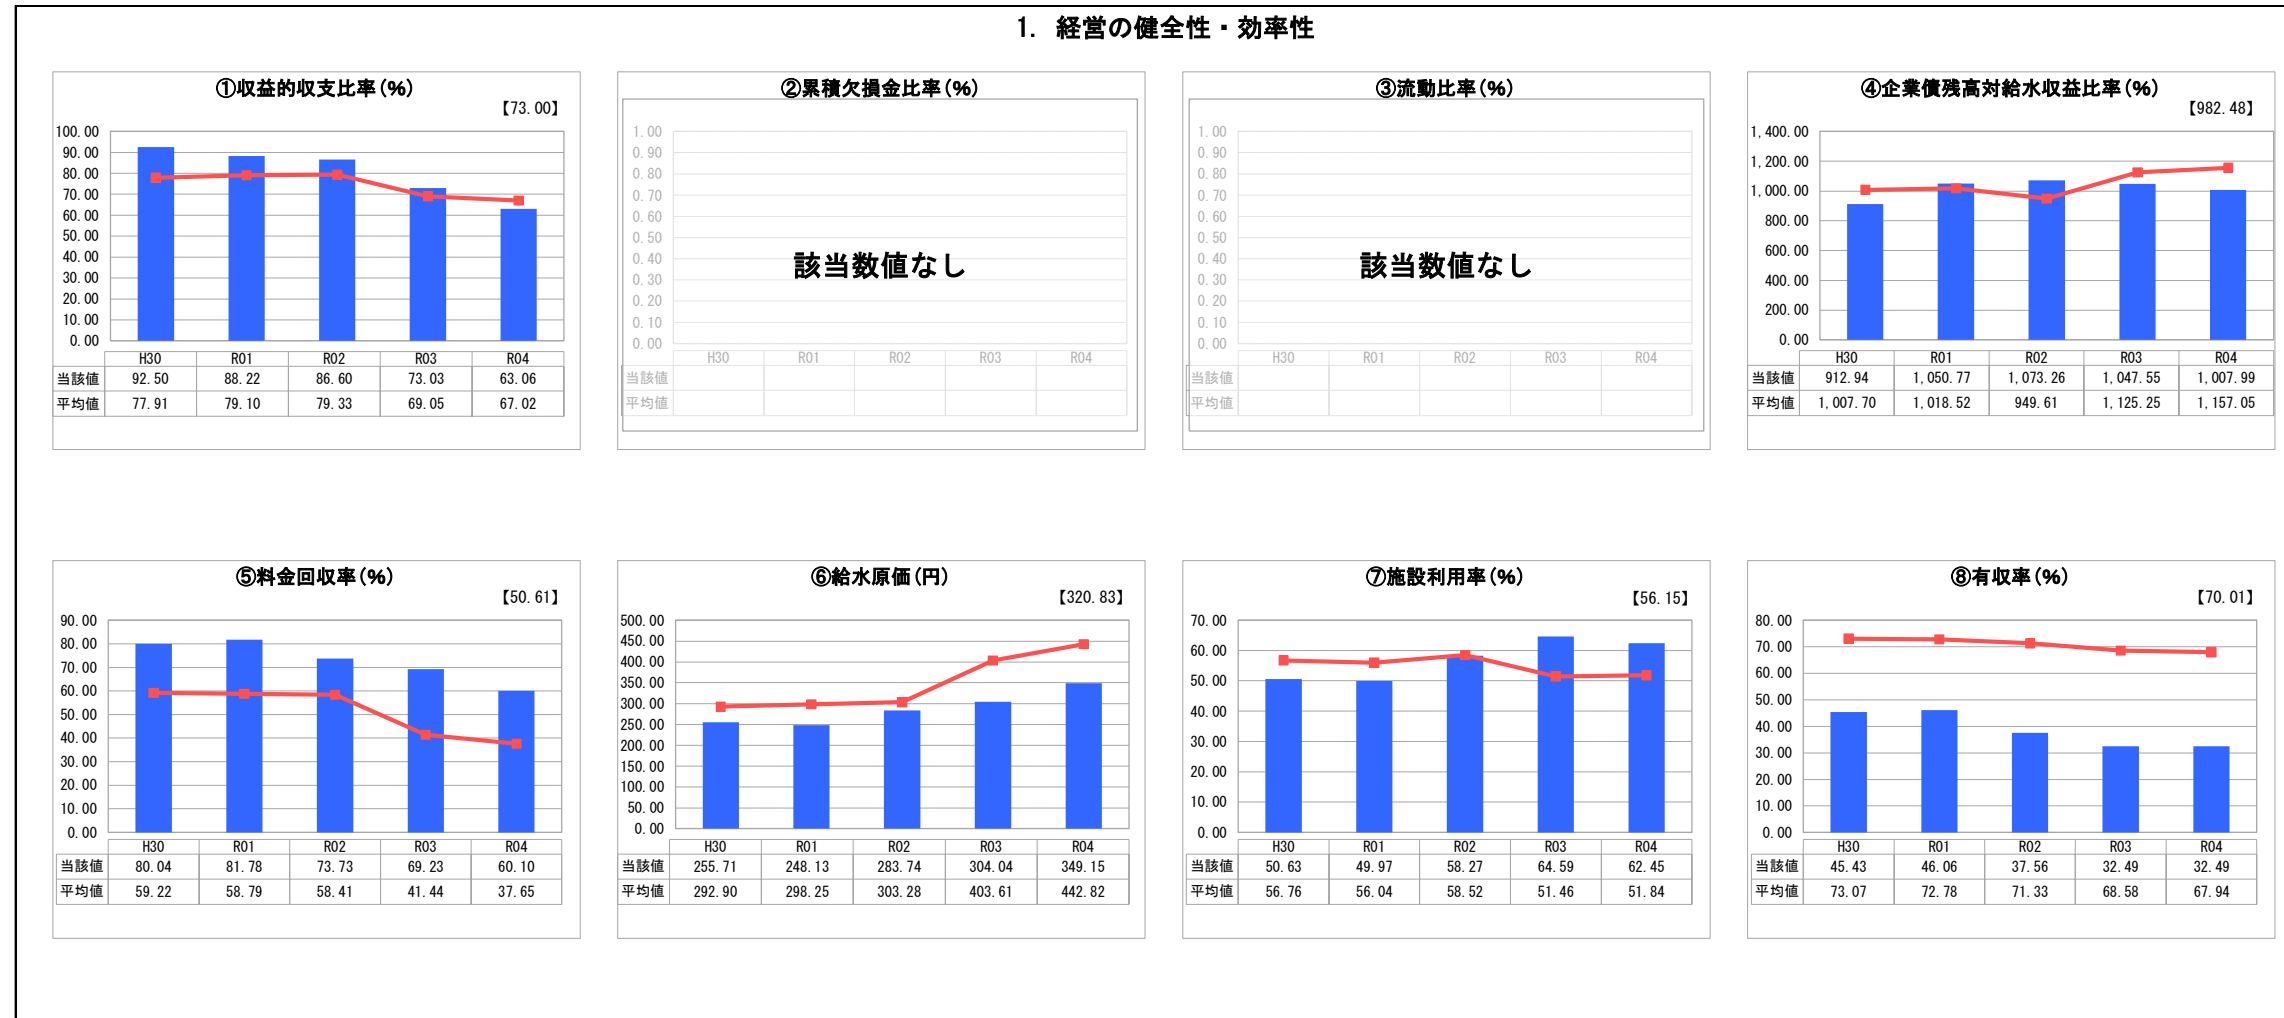 1. 経営の健全性・効率性
①収益的収支比率(%)
【73.00】
100.00
90.00
80.00
70.00
60.00
50.00
40.00
30.00
20.00
10.00
0.00
H30 R01 R02 R03 R04
当該値 92.50 88.22 86.60 73.03 63.06
平均値 77.91 79.10 79.33 69.05 67.02
②累積欠損金比率(%)
1.00
0.90
0.80
0.70
0.60
0.50
0.40
0.30
0.20
0.10
0.00
該当数値なし
H30 R01 R02 R03 R04
当該値
平均値
③流動比率(%)
1.00
0.90
0.80
0.70
0.60
0.50
0.40
0.30
0.20
0.10
0.00
該当数値なし
H30 R01 R02 R03 R04
当該値
平均値
④企業債残高対給水収益比率(%)
【982.48】
1,400.00
1,200.00
1,000.00
800.00
600.00
400.00
200.00
0.00
H30 R01 R02 R03 R04
当該値 912.94 1,050.77 1,073.26 1,047.55 1,007.99
平均値 1,007.70 1,018.52 949.61 1,125.25 1,157.05
⑤料金回収率(%)
【50.61】
90.00
80.00
70.00
60.00
50.00
40.00
30.00
20.00
10.00
0.00
H30 R01 R02 R03 R04
当該値 80.04 81.78 73.73 69.23 60.10
平均値 59.22 58.79 58.41 41.44 37.65
⑥給水原価(円)
【320.83】
500.00
450.00
400.00
350.00
300.00
250.00
200.00
150.00
100.00
50.00
0.00
H30 R01 R02 R03 R04
当該値 255.71 248.13 283.74 304.04 349.15
平均値 292.90 298.25 303.28 403.61 442.82
⑦施設利用率(%)
【56.15】
70.00
60.00
50.00
40.00
30.00
20.00
10.00
0.00
H30 R01 R02 R03 R04
当該値 50.63 49.97 58.27 64.59 62.45
平均値 56.76 56.04 58.52 51.46 51.84
⑧有収率(%)
【70.01】
80.00
70.00
60.00
50.00
40.00
30.00
20.00
10.00
0.00
H30 R01 R02 R03 R04
当該値 45.43 46.06 37.56 32.49 32.49
平均値 73.07 72.78 71.33 68.58 67.94